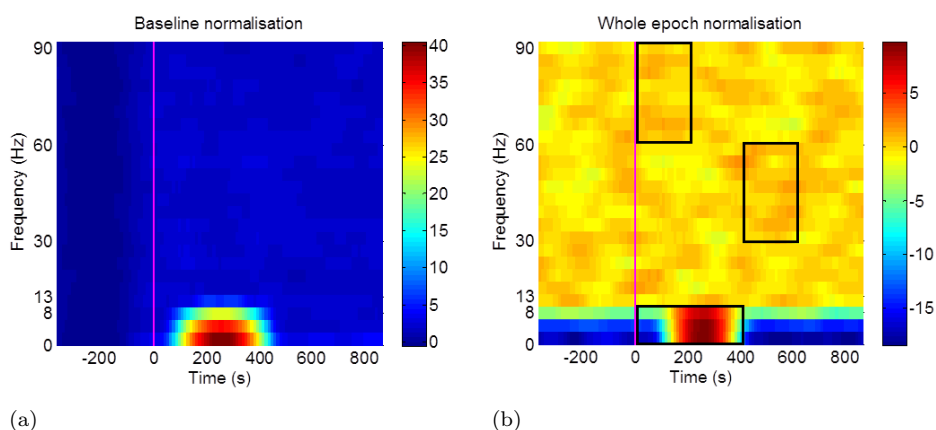 Baseline normalisation
Whole epoch normalisation
90
60
30
13
8
0
Frequency (Hz)
-200 0 200 400 600 800
Time (s)
40
35
30
25
20
15
10
5
0
90
60
30
13
8
0
Frequency (Hz)
-200 0 200 400 600 800
Time (s)
5
0
-5
-10
-15
(a)
(b)